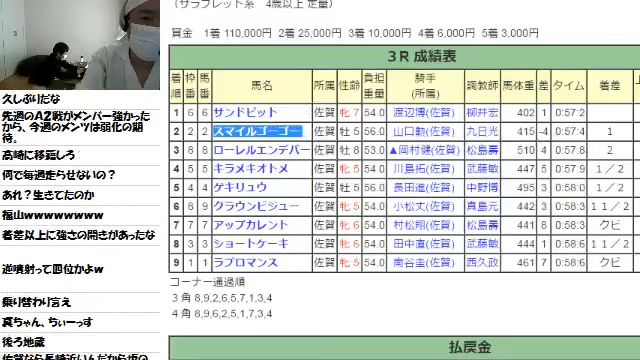 (サラブレッド系 4歳以上 定量)
賞金 1着 110,000円 2着 25,000円 3着 10,000円 4着 6,000円 5着 3,000円
3R 成績表
着順 枠番 馬番 馬名 所属 性齢 負担重量 騎手(所属) 調教師 馬体重 差 タイム 着差
1 6 6 サンドピット 佐賀 牝 7 54.0 渡辺博(佐賀) 柳井宏 402 1 0:57.2
2 2 2 スマイルゴーゴー 佐賀 牡 5 56.0 山口勲(佐賀) 九日光 415 -4 0:57.4 1
3 8 8 ローレルエンデバー 佐賀 牡 8 53.0 ▲岡村健(佐賀) 松島壽 510 4 0:57.8 2
4 5 5 キラメキオトメ 佐賀 牝 5 54.0 川島拓(佐賀) 武藤敏 447 5 0:57.9 1/2
5 4 4 ゲキリュウ 佐賀 牡 5 56.0 長田進(佐賀) 中野博 495 3 0:58.0 1/2
6 8 9 クラウンビジュー 佐賀 牝 5 54.0 小松丈(佐賀) 真島元 442 3 0:58.3 1 1/2
7 7 7 アップカレント 佐賀 牝 6 54.0 村松翔(佐賀) 松島壽 441 8 0:58.3 クビ
8 3 3 ショートケーキ 佐賀 牝 6 54.0 田中直(佐賀) 武藤敏 444 1 0:58.6 1 1/2
9 1 1 ラブロマンス 佐賀 牝 5 54.0 南谷圭(佐賀) 西久政 461 7 0:58.6 クビ
コーナー通過順
3角 8,9,2,6,5,7,1,3,4
4角 8,9,6,2,5,1,7,3,4
払戻金
久しぶりだな
先週のA2戦がメンバー強かった
から、今週のメンツは弱化の期
待。
高崎に移籍しろ
何で毎週走らせないの?
あれ?生きてたのか
福山wwwwwwww
着差以上に強さの開きがあったな
逆噴射って四位かよw
乗り替わり言え
真ちゃん、ちぃーっす
後ろ地蔵